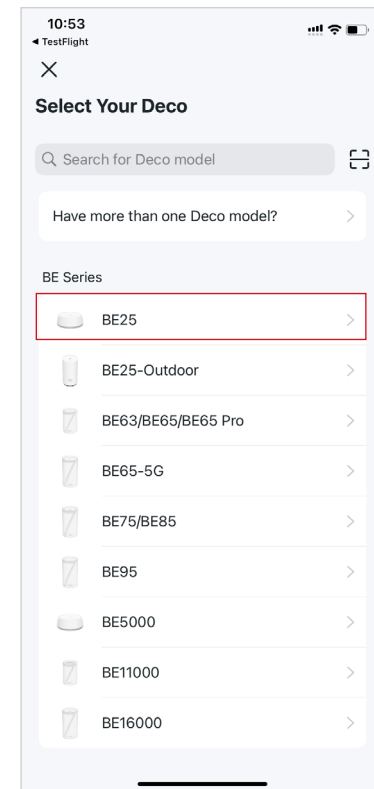 10:53
◀ TestFlight
Select Your Deco
Search for Deco model
Have more than one Deco model?
BE Series
BE25
BE25-Outdoor
BE63/BE65/BE65 Pro
BE65-5G
BE75/BE85
BE95
BE5000
BE11000
BE16000